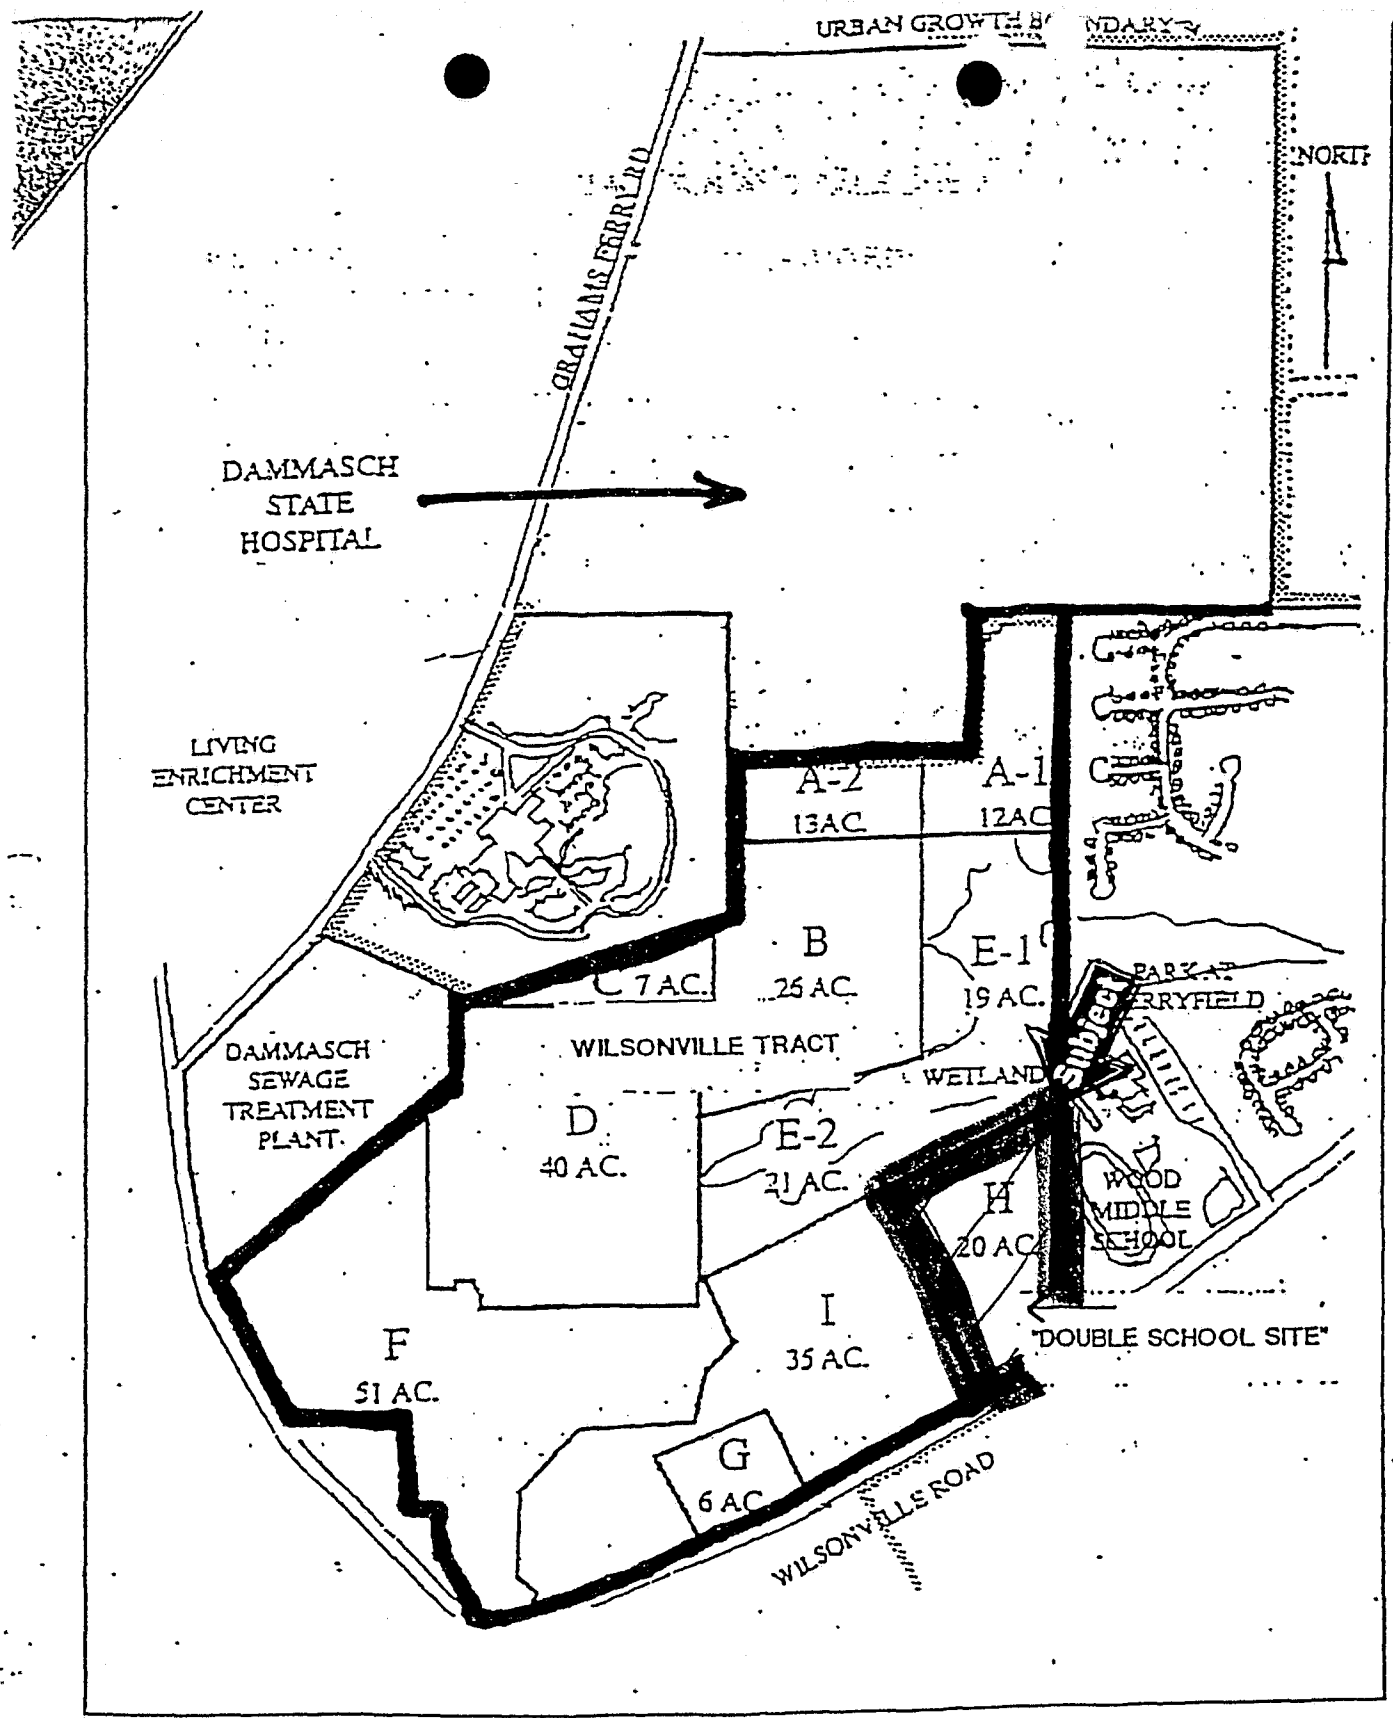 URBAN GROWTH B  NDARY
NORTH
GRAHAMS FERRY RD
DAMMASCH
STATE
HOSPITAL
LIVING
ENRICHMENT
CENTER
A-2
13 AC.
A-1
12 AC
B
25 AC.
E-1
19 AC.
C 7 AC.
PARK AT
ERRYFIELD
Subject
DAMMASCH
SEWAGE
TREATMENT
PLANT
WILSONVILLE TRACT
WETLAND
D
40 AC.
E-2
21 AC.
H
20 AC
WOOD
MIDDLE
SCHOOL
I
35 AC.
"DOUBLE SCHOOL SITE"
F
51 AC.
G
6 AC
WILSONVILLE ROAD